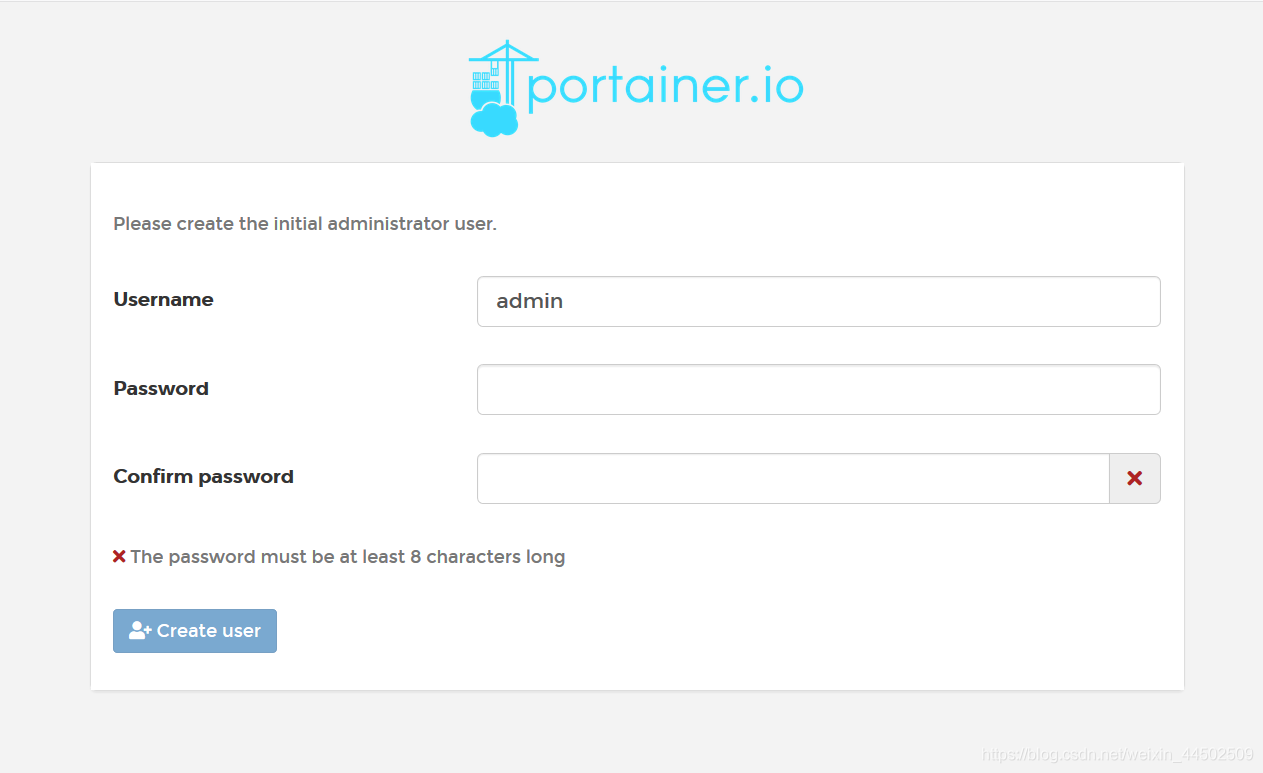 portainer.io
Please create the initial administrator user.
Username
admin
Password
Confirm password
The password must be at least 8 characters long
Create user
https://blog.csdn.net/weixin_44502509